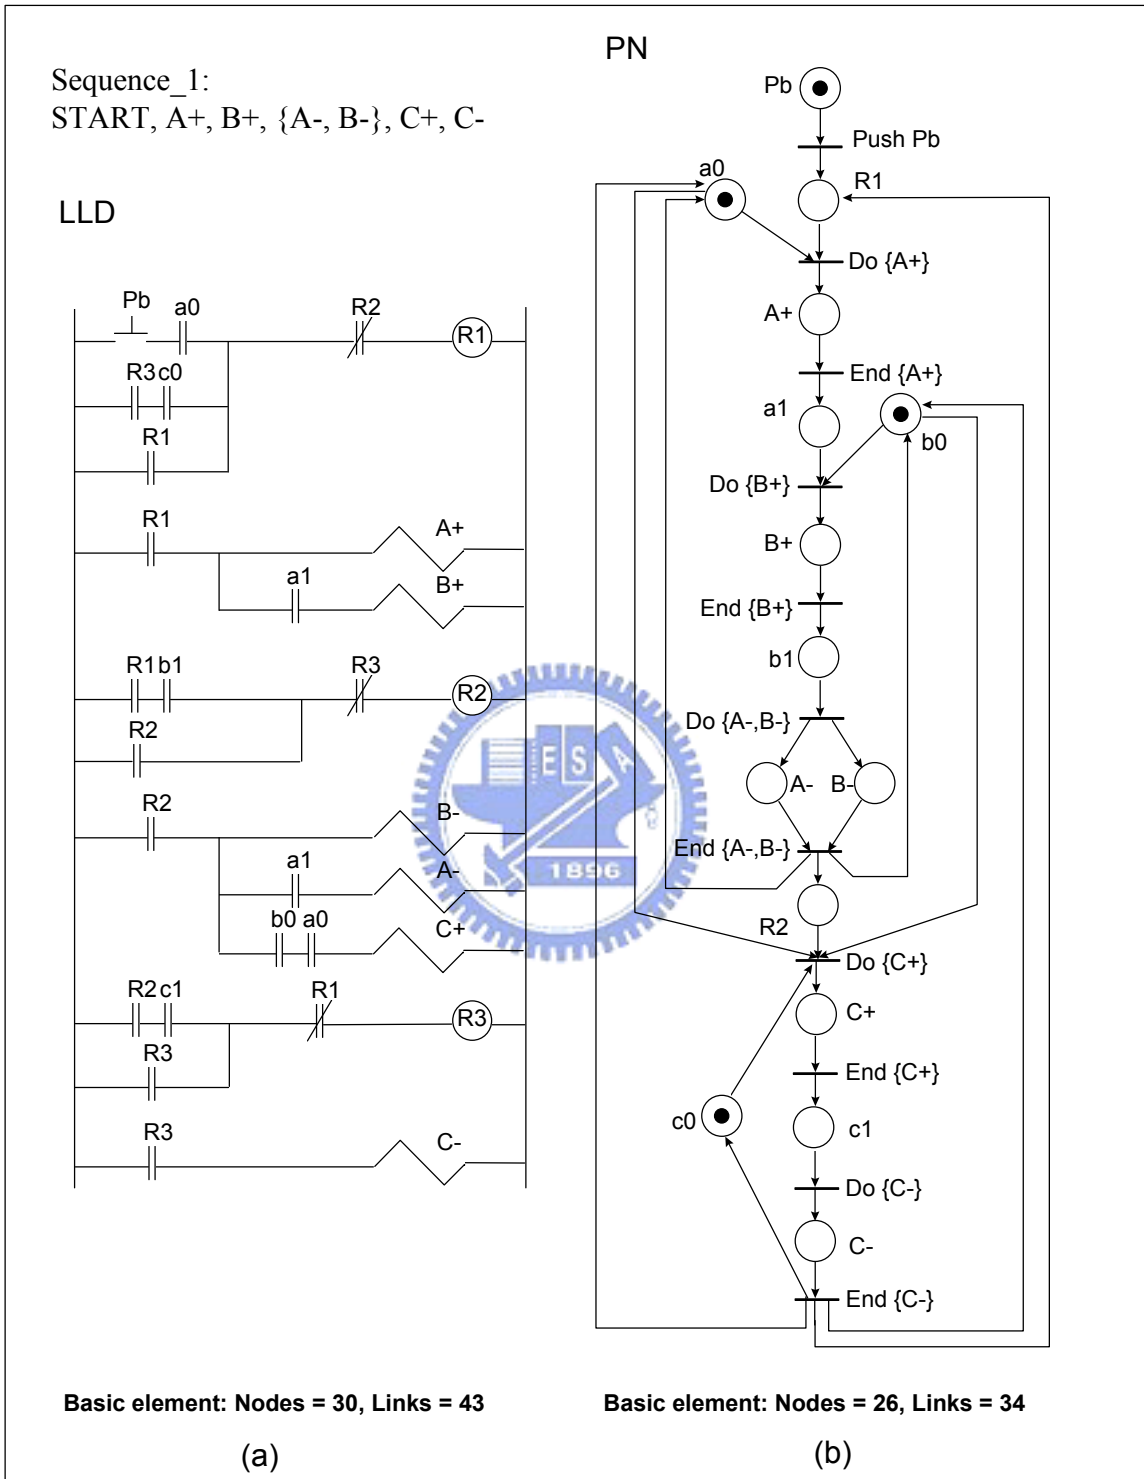 PN
Sequence_1:
START, A+, B+, {A-, B-}, C+, C-
LLD
Pb
a0
R2
R1
R3 c0
R1
R1
A+
a1
B+
R1 b1
R3
R2
R2
R2
B-
a1
A-
b0 a0
C+
R2 c1
R1
R3
R3
R3
C-
Basic element: Nodes = 30, Links = 43
(a)
Pb
Push Pb
a0
R1
Do {A+}
A+
End {A+}
a1
b0
Do {B+}
B+
End {B+}
b1
Do {A-,B-}
A-
B-
End {A-,B-}
R2
Do {C+}
C+
End {C+}
c0
c1
Do {C-}
C-
End {C-}
Basic element: Nodes = 26, Links = 34
(b)
E S A
1896